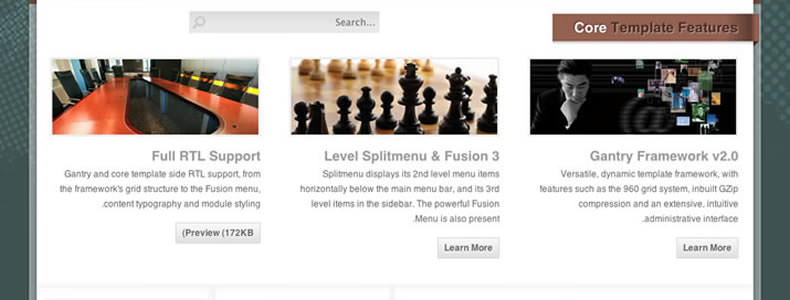 Search...
Core Template Features
Full RTL Support
Gantry and core template side RTL support, from
the framework's grid structure to the Fusion menu,
.content typography and module styling
(Preview (172KB
Level Splitmenu & Fusion 3
Splitmenu displays its 2nd level menu items
horizontally below the main menu bar, and its 3rd
level items in the sidebar. The powerful Fusion
.Menu is also present
Learn More
Gantry Framework v2.0
Versatile, dynamic template framework, with
features such as the 960 grid system, inbuilt GZip
compression and an extensive, intuitive
.administrative interface
Learn More